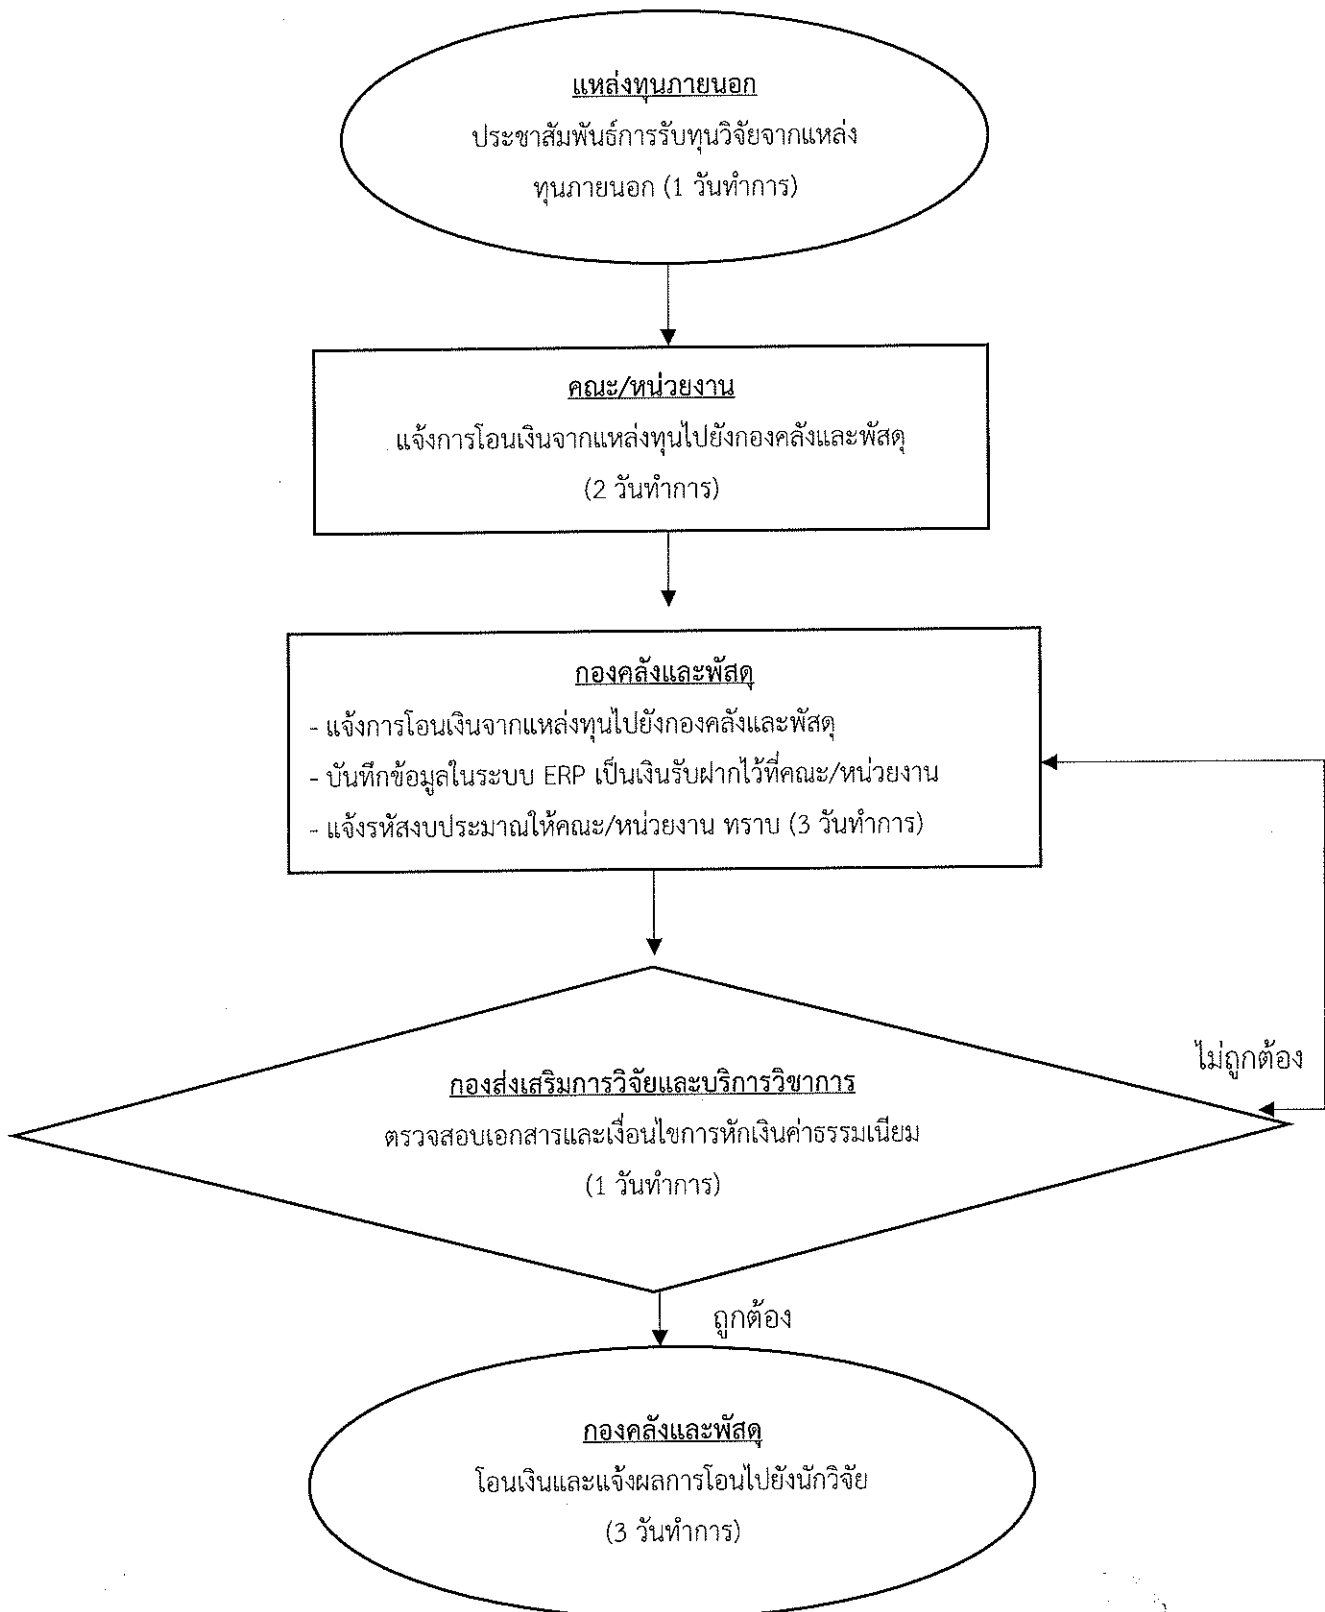 แหล่งทุนภายนอก
ประชาสัมพันธ์การรับทุนวิจัยจากแหล่ง
ทุนภายนอก (1 วันทำการ)
คณะ/หน่วยงาน
แจ้งการโอนเงินจากแหล่งทุนไปยังกองคลังและพัสดุ
(2 วันทำการ)
กองคลังและพัสดุ
- แจ้งการโอนเงินจากแหล่งทุนไปยังกองคลังและพัสดุ
- บันทึกข้อมูลในระบบ ERP เป็นเงินรับฝากไว้ที่คณะ/หน่วยงาน
- แจ้งรหัสงบประมาณให้คณะ/หน่วยงาน ทราบ (3 วันทำการ)
ไม่ถูกต้อง
กองส่งเสริมการวิจัยและบริการวิชาการ
ตรวจสอบเอกสารและเงื่อนไขการหักเงินค่าธรรมเนียม
(1 วันทำการ)
ถูกต้อง
กองคลังและพัสดุ
โอนเงินและแจ้งผลการโอนไปยังนักวิจัย
(3 วันทำการ)